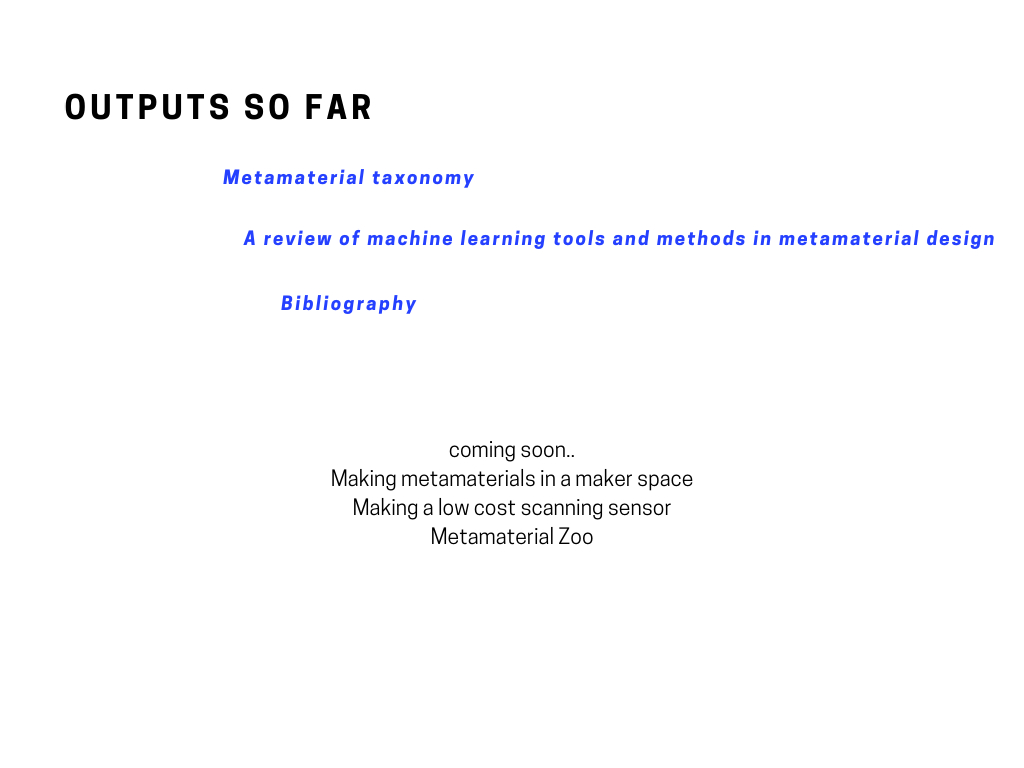 OUTPUTS SO FAR
Metamaterial taxonomy
A review of machine learning tools and methods in metamaterial design
Bibliography
coming soon..
Making metamaterials in a maker space
Making a low cost scanning sensor
Metamaterial Zoo